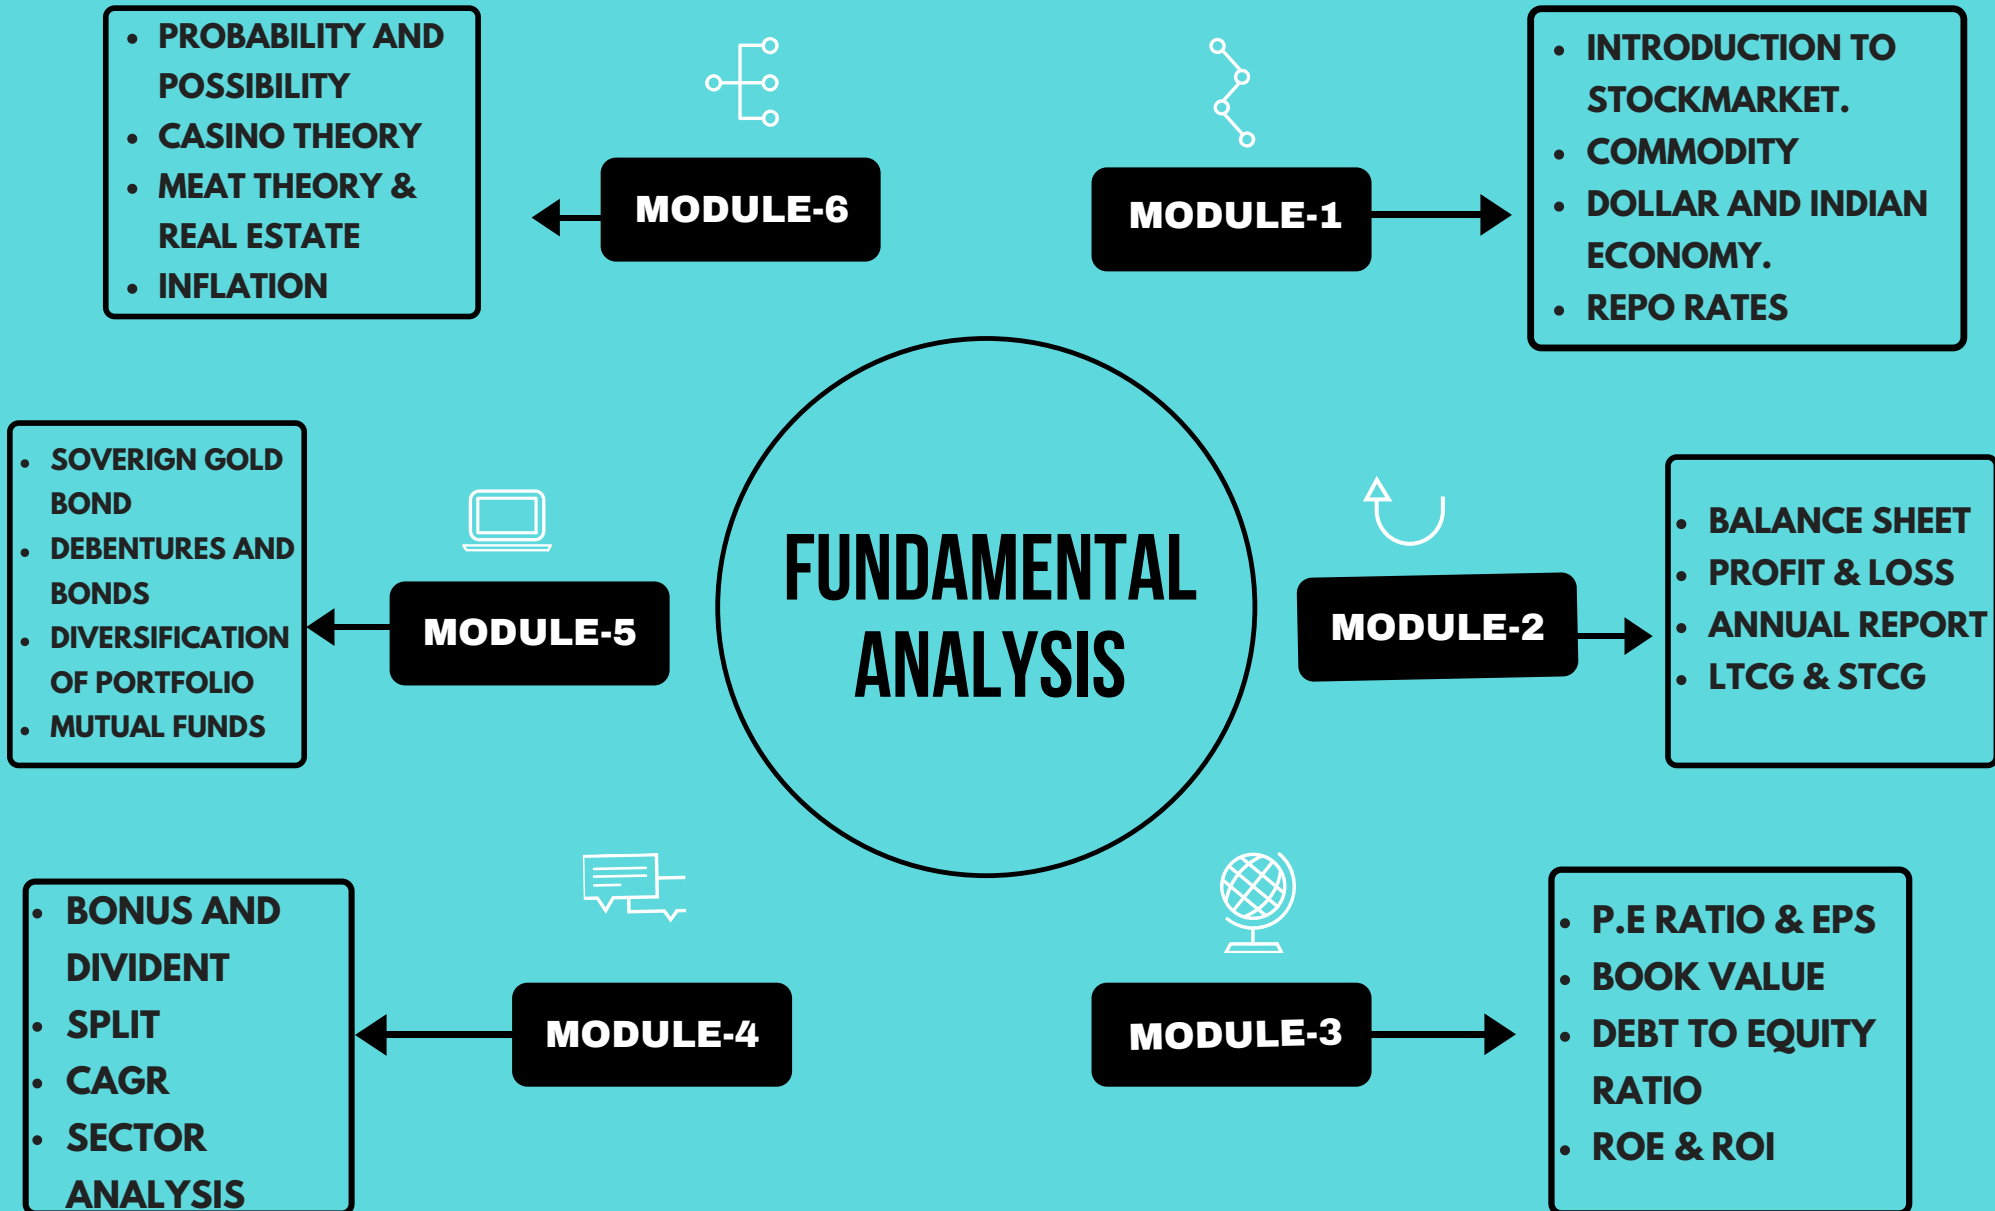 FUNDAMENTAL
ANALYSIS
MODULE-1
• INTRODUCTION TO
STOCKMARKET.
• COMMODITY
• DOLLAR AND INDIAN
ECONOMY.
• REPO RATES
MODULE-2
• BALANCE SHEET
• PROFIT & LOSS
• ANNUAL REPORT
• LTCG & STCG
MODULE-3
• P.E RATIO & EPS
• BOOK VALUE
• DEBT TO EQUITY
RATIO
• ROE & ROI
MODULE-4
• BONUS AND
DIVIDENT
• SPLIT
• CAGR
• SECTOR
ANALYSIS
MODULE-5
• SOVERIGN GOLD
BOND
• DEBENTURES AND
BONDS
• DIVERSIFICATION
OF PORTFOLIO
• MUTUAL FUNDS
MODULE-6
• PROBABILITY AND
POSSIBILITY
• CASINO THEORY
• MEAT THEORY &
REAL ESTATE
• INFLATION